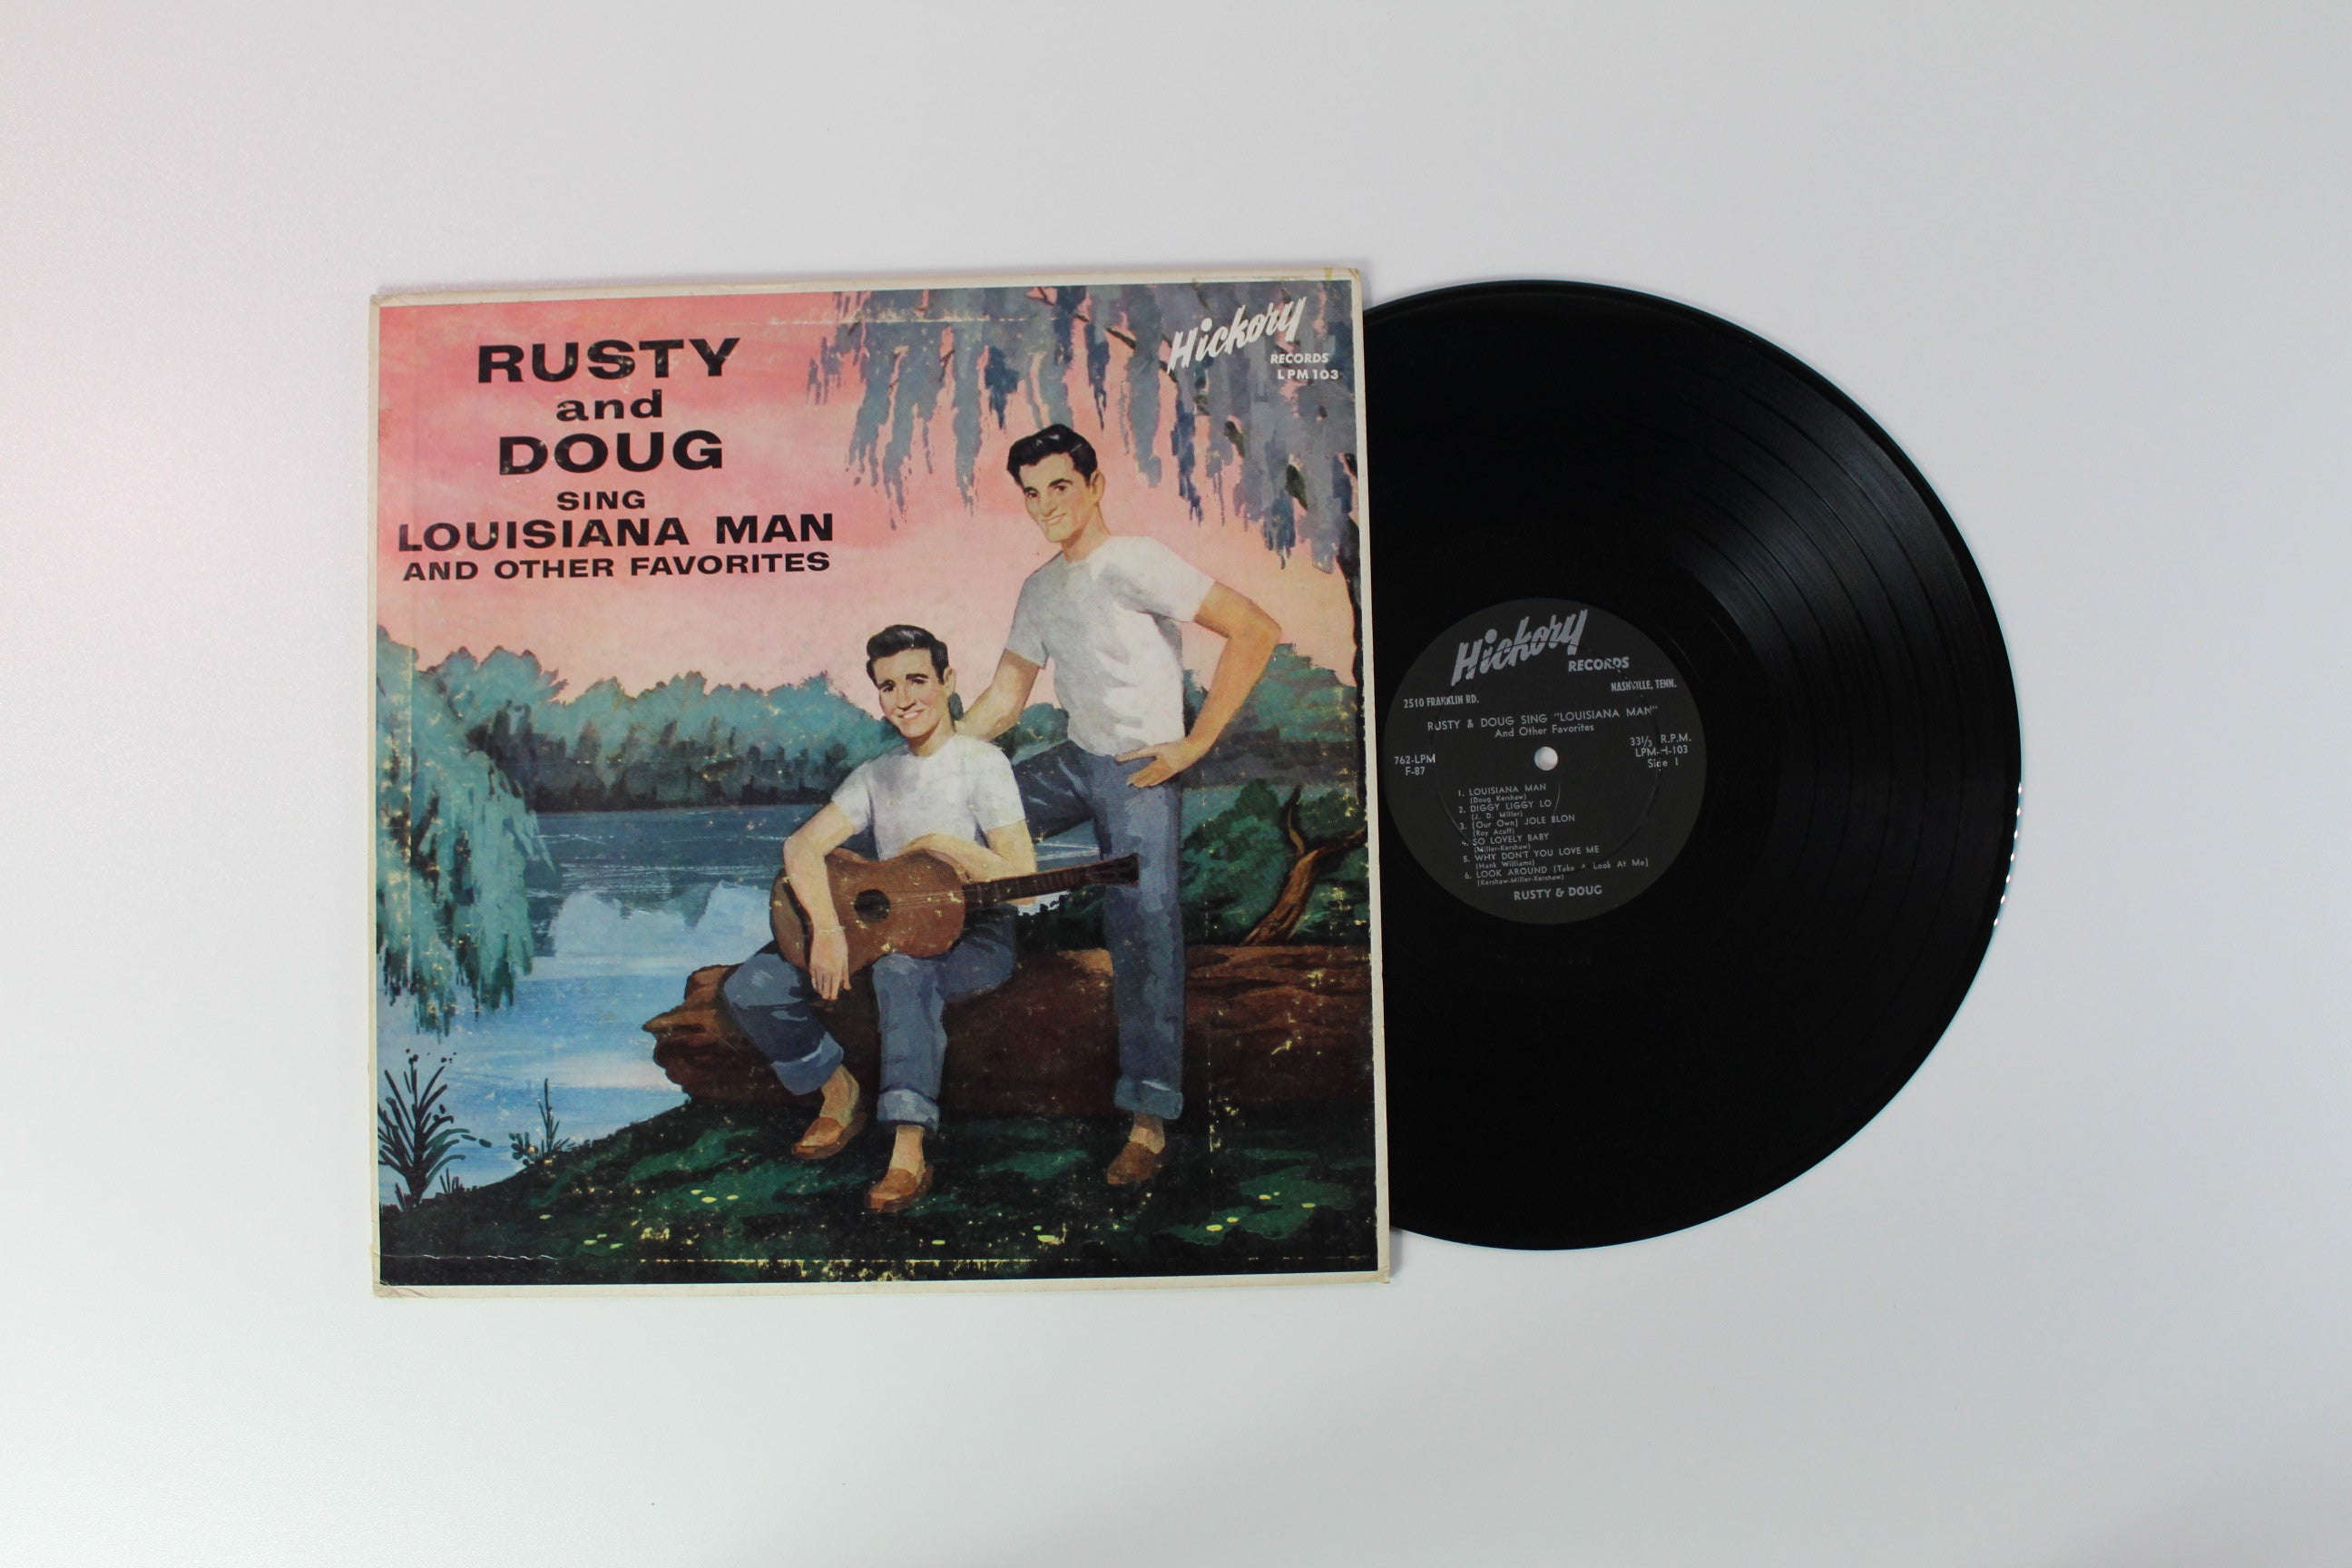 RUSTY
and
DOUG
SING
LOUISIANA MAN
AND OTHER FAVORITES
Hickory
RECORDS
LPM 103
Hickory
RECORDS
NASHVILLE, TENN.
2510 FRANKLIN RD.
RUSTY & DOUG SING "LOUISIANA MAN"
And Other Favorites
762-LPM
F-87
33⅓ R.P.M.
LPM-H-103
Side 1
1. LOUISIANA MAN
(Doug Kershaw)
2. DIGGY LIGGY LO
(J. D. Miller)
3. (Our Own) JOLE BLON
(Roy Acuff)
4. SO LOVELY BABY
(Miller-Kershaw)
5. WHY DON'T YOU LOVE ME
(Hank Williams)
6. LOOK AROUND (Take A Look At Me)
(Kershaw-Miller-Kershaw)
RUSTY & DOUG